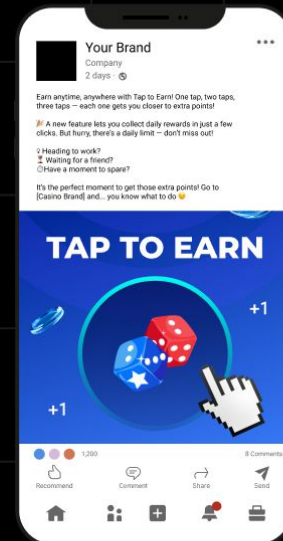 Your Brand
Company
2 days ·
Earn anytime, anywhere with Tap to Earn! One tap, two taps,
three taps — each one gets you closer to extra points!
🎉 A new feature lets you collect daily rewards in just a few
clicks. But hurry, there's a daily limit — don't miss out!
Heading to work?
⏳ Waiting for a friend?
Have a moment to spare?
It's the perfect moment to get those extra points! Go to
[Casino Brand] and... you know what to do 😉
TAP TO EARN
+1
+1
1,200 8 Comments
Recommend Comment Share Send